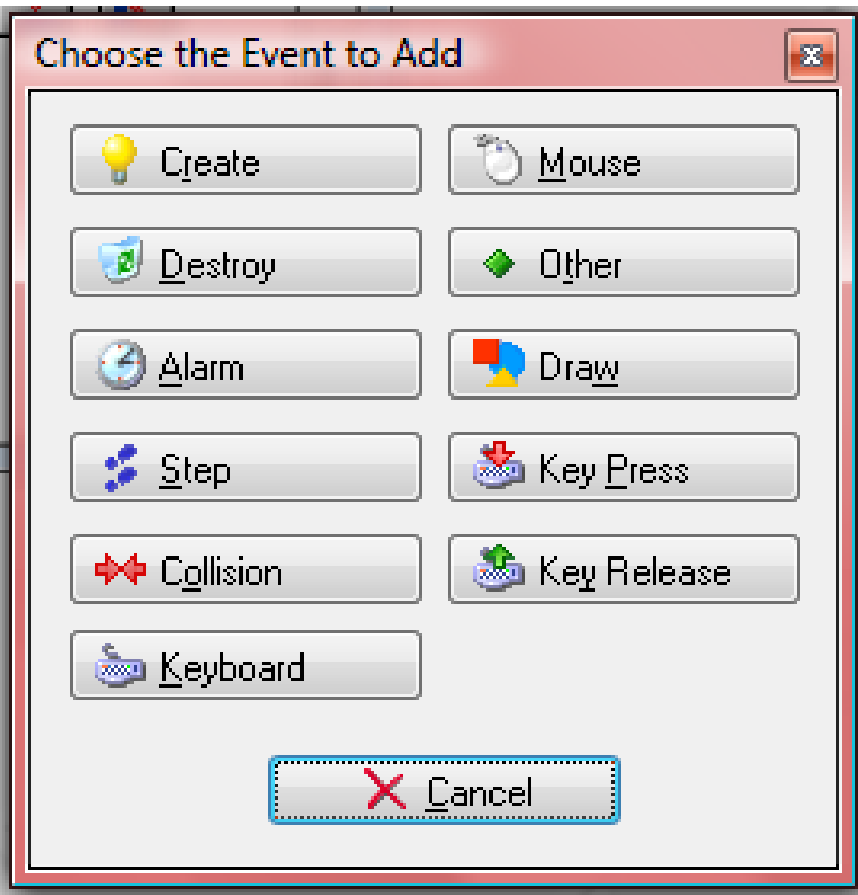 Choose the Event to Add
Create
Mouse
Destroy
Other
Alarm
Draw
Step
Key Press
Collision
Key Release
Keyboard
Cancel